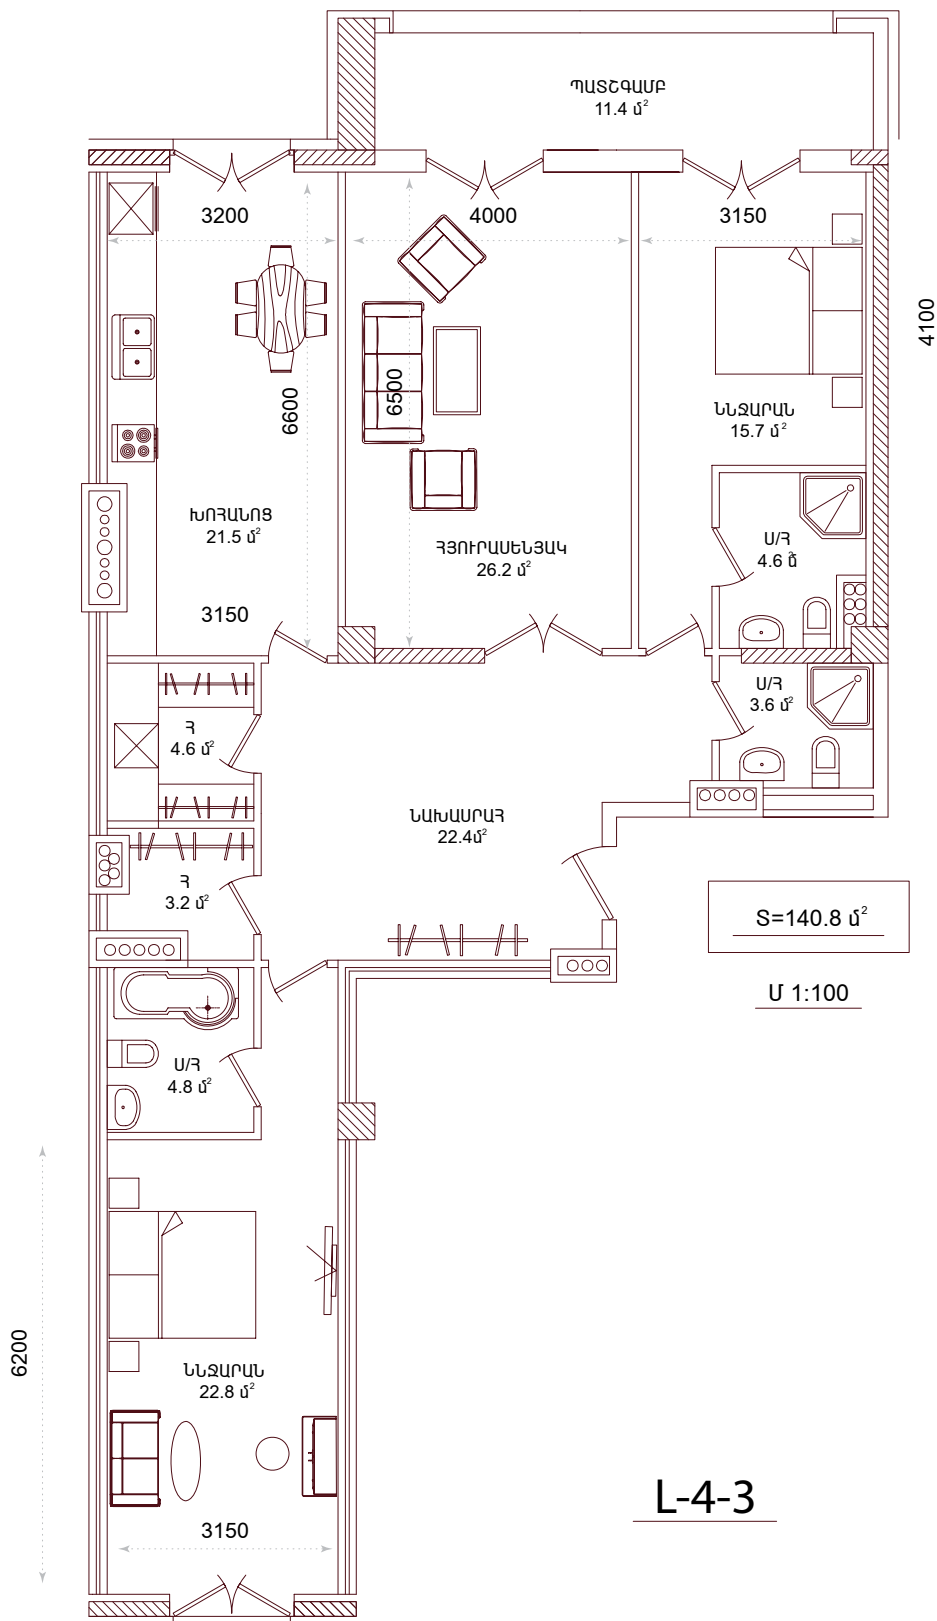 ՊԱՏՇԳԱՄԲ
11.4 մ²
3200
4000
3150
4100
6600
6500
ՆՆՋԱՐԱՆ
15.7 մ²
ԽՈՀԱՆՈՑ
21.5 մ²
ՀՅՈՒՐԱՍԵՆՅԱԿ
26.2 մ²
Ս/Հ
4.6 մ²
3150
Ս/Հ
3.6 մ²
Հ
4.6 մ²
ՆԱԽԱՍՐԱՀ
22.4մ²
Հ
3.2 մ²
S=140.8 մ²
Մ 1:100
Ս/Հ
4.8 մ²
6200
ՆՆՋԱՐԱՆ
22.8 մ²
L-4-3
3150